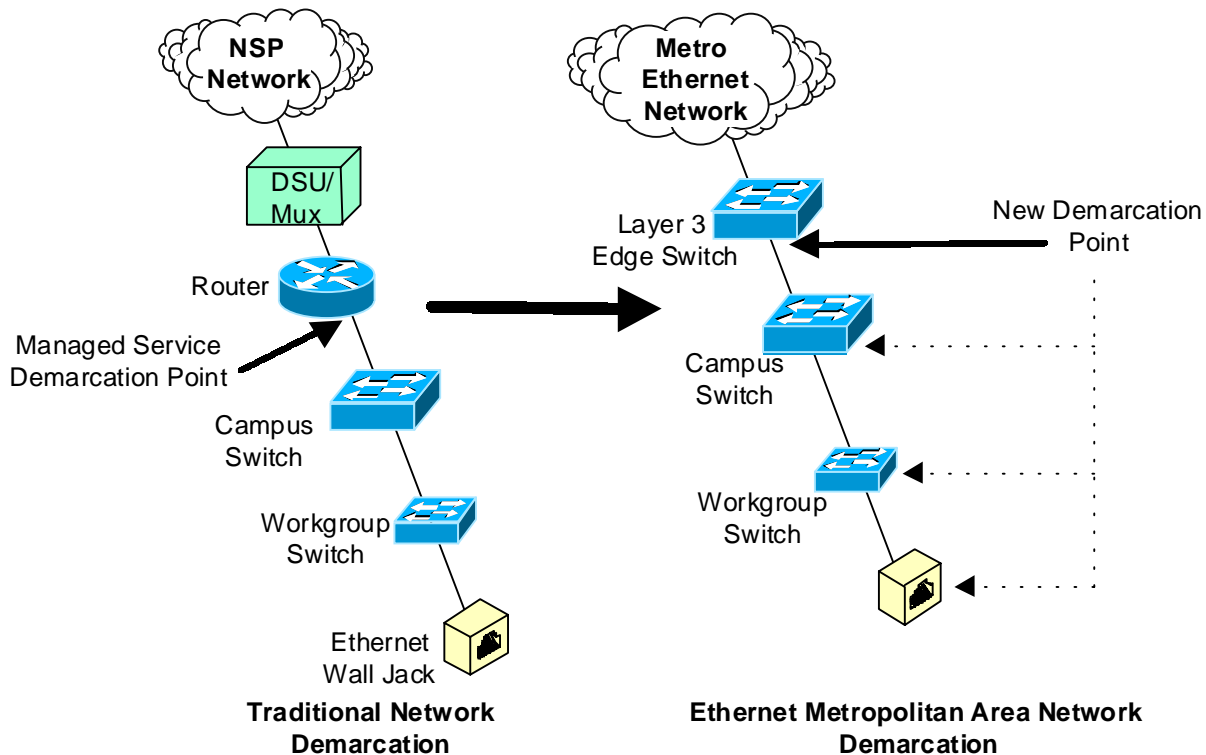 NSP
Network
DSU/
Mux
Router
Managed Service
Demarcation Point
Campus
Switch
Workgroup
Switch
Ethernet
Wall Jack
Traditional Network
Demarcation
Metro
Ethernet
Network
Layer 3
Edge Switch
New Demarcation
Point
Campus
Switch
Workgroup
Switch
Ethernet Metropolitan Area Network
Demarcation